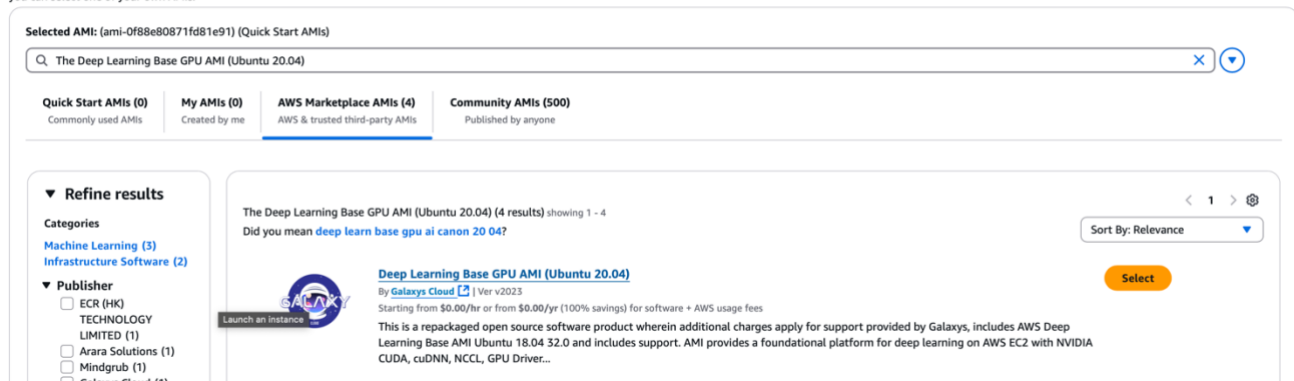 Selected AMI: (ami-0f88e80871fd81e91) (Quick Start AMIs)
The Deep Learning Base GPU AMI (Ubuntu 20.04)
Quick Start AMIs (0)
Commonly used AMIs
My AMIs (0)
Created by me
AWS Marketplace AMIs (4)
AWS & trusted third-party AMIs
Community AMIs (500)
Published by anyone
Refine results
Categories
Machine Learning (3)
Infrastructure Software (2)
Publisher
ECR (HK)
TECHNOLOGY
LIMITED (1)
Arara Solutions (1)
Mindgrub (1)
The Deep Learning Base GPU AMI (Ubuntu 20.04) (4 results) showing 1 - 4
Did you mean deep learn base gpu ai canon 20 04?
1
Sort By: Relevance
GALAXY
Launch an instance
Deep Learning Base GPU AMI (Ubuntu 20.04)
By Galaxys Cloud | Ver v2023
Starting from $0.00/hr or from $0.00/yr (100% savings) for software + AWS usage fees
This is a repackaged open source software product wherein additional charges apply for support provided by Galaxys, includes AWS Deep
Learning Base AMI Ubuntu 18.04 32.0 and includes support. AMI provides a foundational platform for deep learning on AWS EC2 with NVIDIA
CUDA, cuDNN, NCCL, GPU Driver...
Select